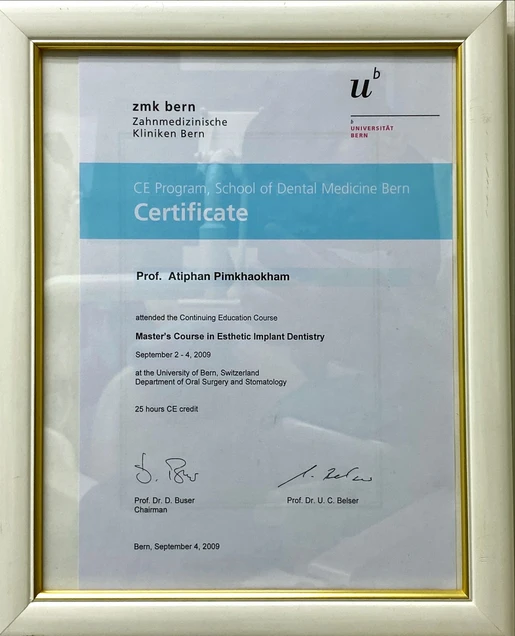 zmk bern
Zahnmedizinische
Kliniken Bern
u^b
b
UNIVERSITÄT
BERN
CE Program, School of Dental Medicine Bern
Certificate
Prof. Atiphan Pimkhaokham
attended the Continuing Education Course
Master's Course in Esthetic Implant Dentistry
September 2 - 4, 2009
at the University of Bern, Switzerland
Department of Oral Surgery and Stomatology
25 hours CE credit
Prof. Dr. D. Buser
Chairman
Prof. Dr. U. C. Belser
Bern, September 4, 2009